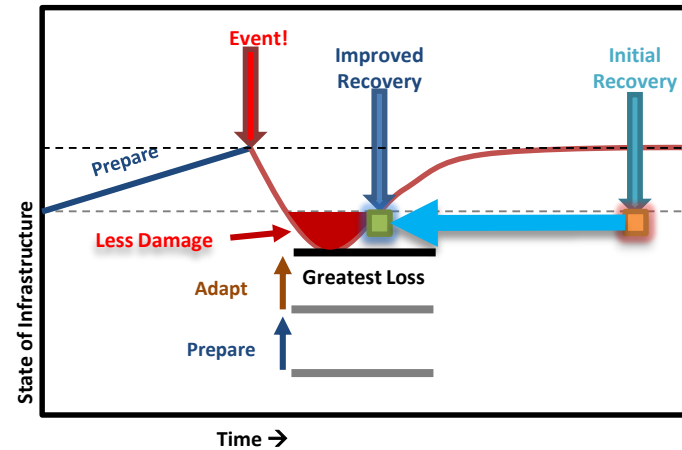 Event!
Improved
Recovery
Initial
Recovery
Prepare
Less Damage
Greatest Loss
Adapt
Prepare
State of Infrastructure
Time →